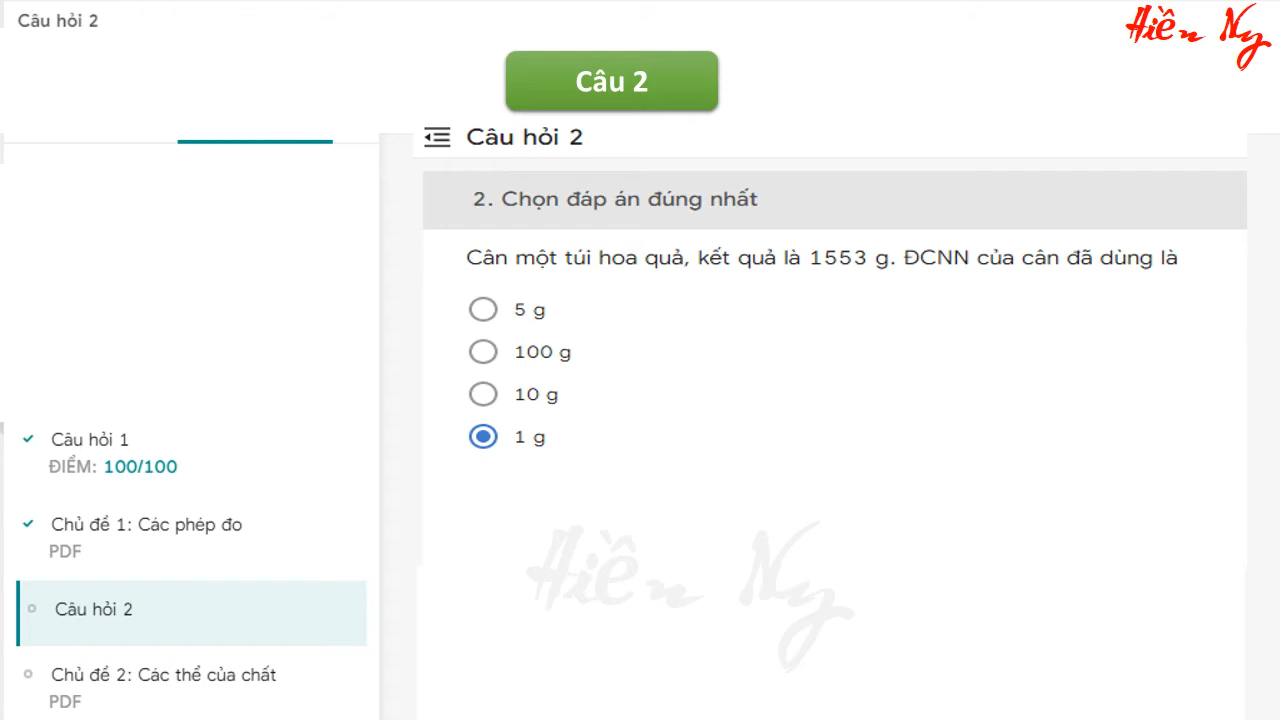 Câu hỏi 2
Hiền Ny
Câu 2
Câu hỏi 2
2. Chọn đáp án đúng nhất
Cân một túi hoa quả, kết quả là 1553 g. ĐCNN của cân đã dùng là
5 g
100 g
10 g
1 g
Câu hỏi 1
ĐIỂM: 100/100
Chủ đề 1: Các phép đo
PDF
Câu hỏi 2
Chủ đề 2: Các thể của chất
PDF
Hiền Ny